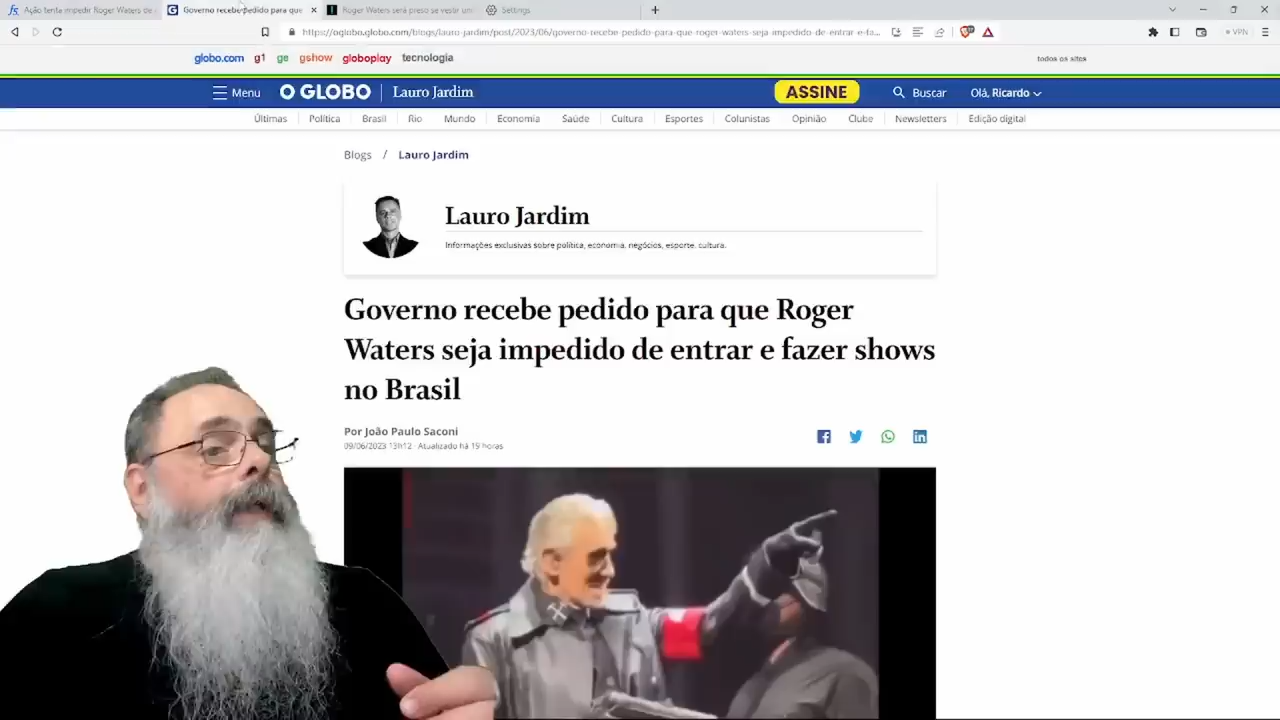 Ação tenta impedir Roger Waters de
Governo recebe pedido para que
Roger Waters será preso se vestir um
Settings
https://oglobo.globo.com/blogs/lauro-jardim/post/2023/06/governo-recebe-pedido-para-que-roger-waters-seja-impedido-de-entrar-e-fa...
VPN
globo.com g1 ge gshow globoplay tecnologia
todos os sites
Menu O GLOBO Lauro Jardim ASSINE Buscar Olá, Ricardo
Últimas Política Brasil Rio Mundo Economia Saúde Cultura Esportes Colunistas Opinião Clube Newsletters Edição digital
Blogs / Lauro Jardim
Lauro Jardim
Informações exclusivas sobre política, economia, negócios, esporte, cultura.
Governo recebe pedido para que Roger
Waters seja impedido de entrar e fazer shows
no Brasil
Por João Paulo Saconi
09/06/2023 13h12 · Atualizado há 19 horas